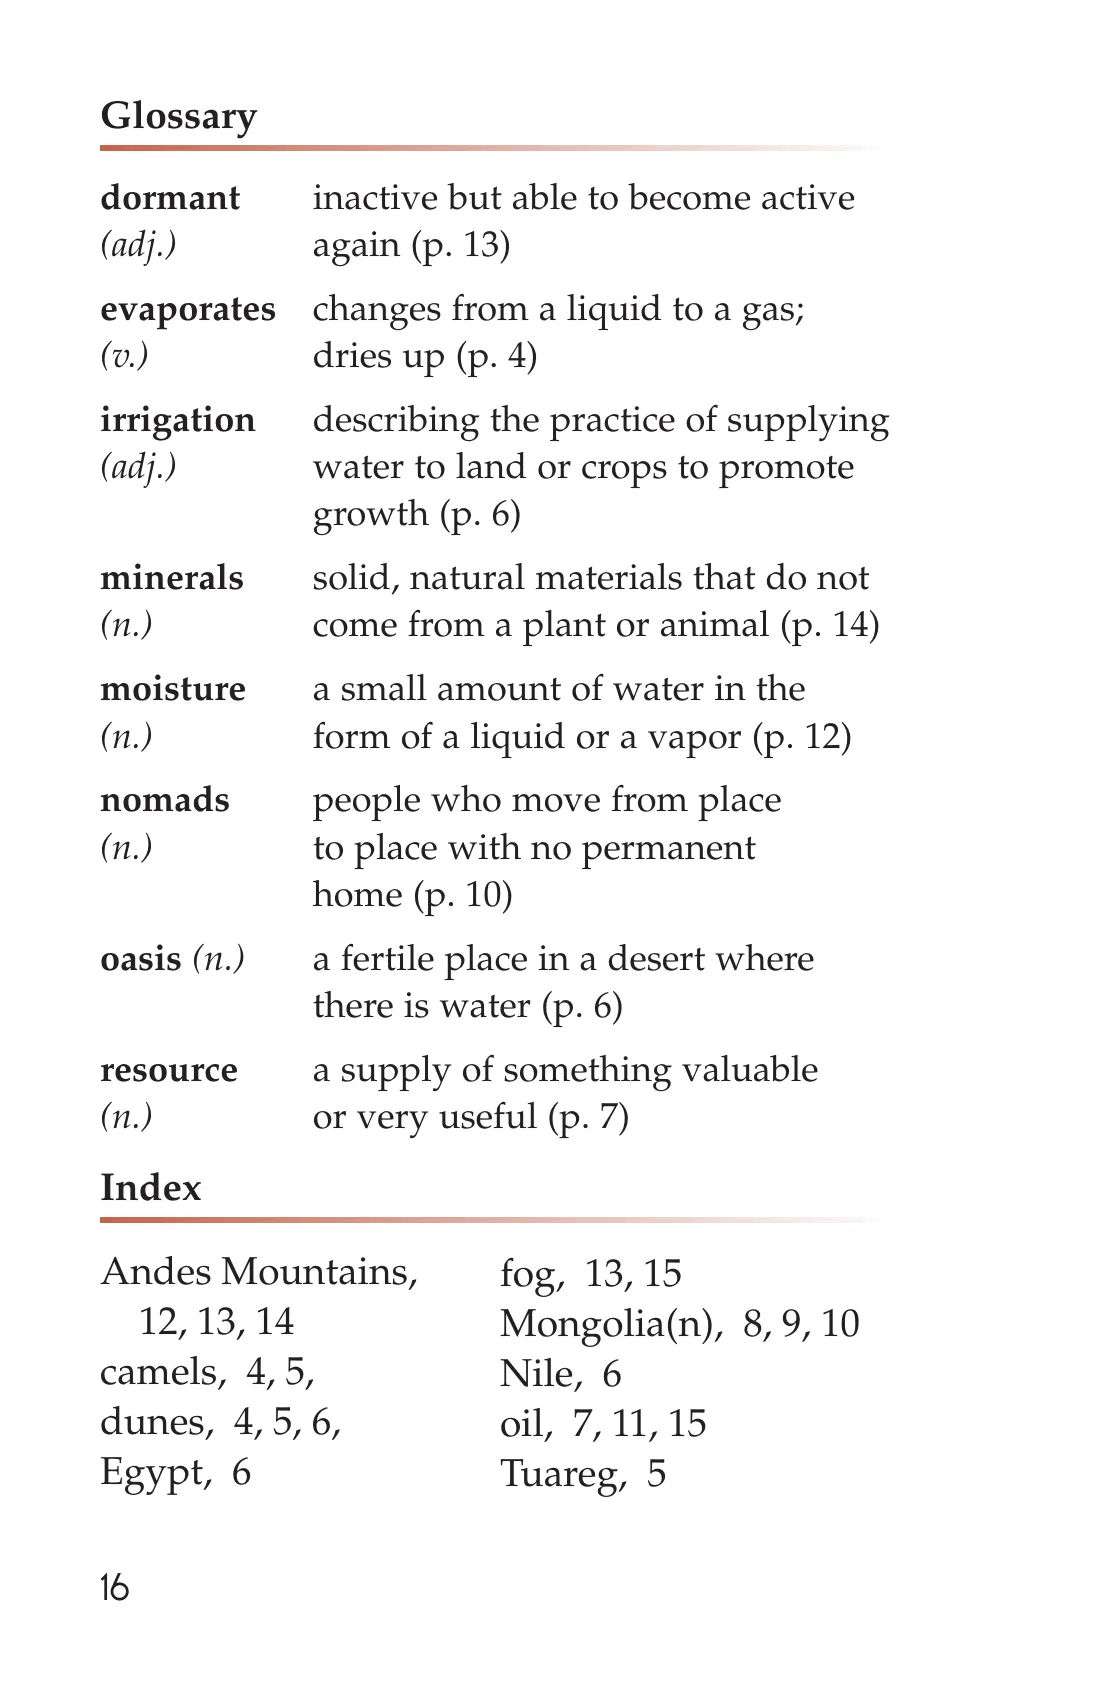 Glossary
dormant inactive but able to become active
(adj.) again (p. 13)
evaporates changes from a liquid to a gas;
(v.) dries up (p. 4)
irrigation describing the practice of supplying
(adj.) water to land or crops to promote
growth (p. 6)
minerals solid, natural materials that do not
(n.) come from a plant or animal (p. 14)
moisture a small amount of water in the
(n.) form of a liquid or a vapor (p. 12)
nomads people who move from place
(n.) to place with no permanent
home (p. 10)
oasis (n.) a fertile place in a desert where
there is water (p. 6)
resource a supply of something valuable
(n.) or very useful (p. 7)
Index
Andes Mountains,
12, 13, 14
camels, 4, 5,
dunes, 4, 5, 6,
Egypt, 6
fog, 13, 15
Mongolia(n), 8, 9, 10
Nile, 6
oil, 7, 11, 15
Tuareg, 5
16